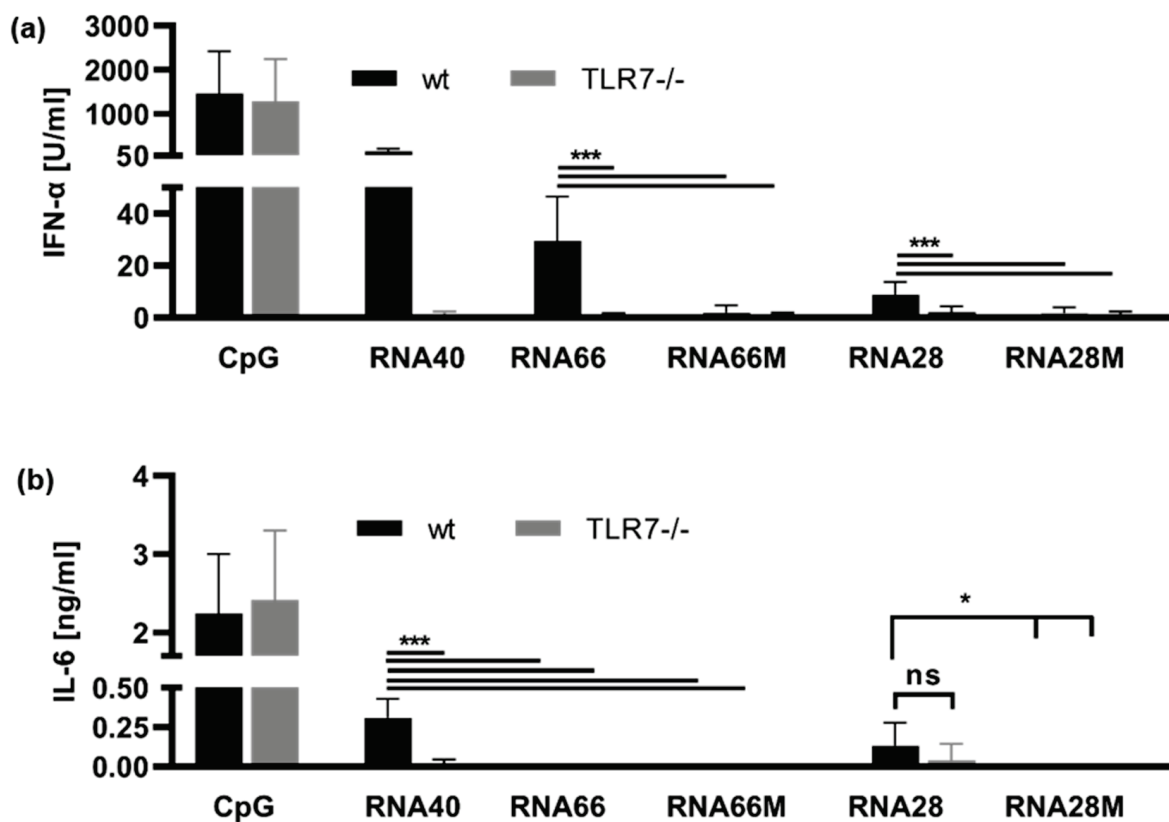 (a)
IFN-α [U/ml]
3000
2000
1000
50
40
20
0
wt
TLR7-/-
***
***
CpG RNA40 RNA66 RNA66M RNA28 RNA28M
(b)
IL-6 [ng/ml]
4
3
2
0.50
0.25
0.00
wt
TLR7-/-
***
*
ns
CpG RNA40 RNA66 RNA66M RNA28 RNA28M